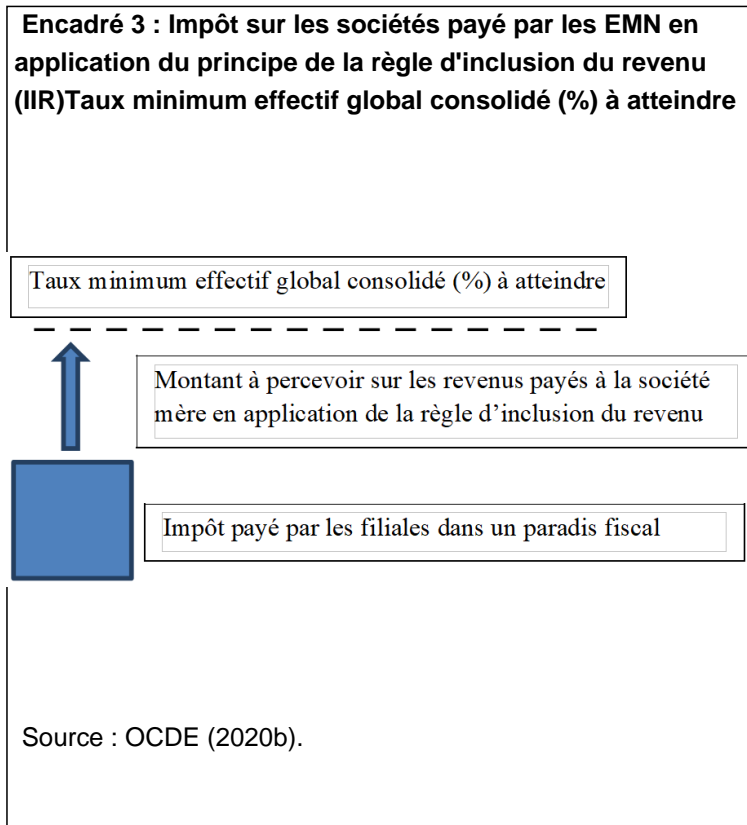 Encadré 3 : Impôt sur les sociétés payé par les EMN en
application du principe de la règle d'inclusion du revenu
(IIR)Taux minimum effectif global consolidé (%) à atteindre
Taux minimum effectif global consolidé (%) à atteindre
Montant à percevoir sur les revenus payés à la société
mère en application de la règle d’inclusion du revenu
Impôt payé par les filiales dans un paradis fiscal
Source : OCDE (2020b).